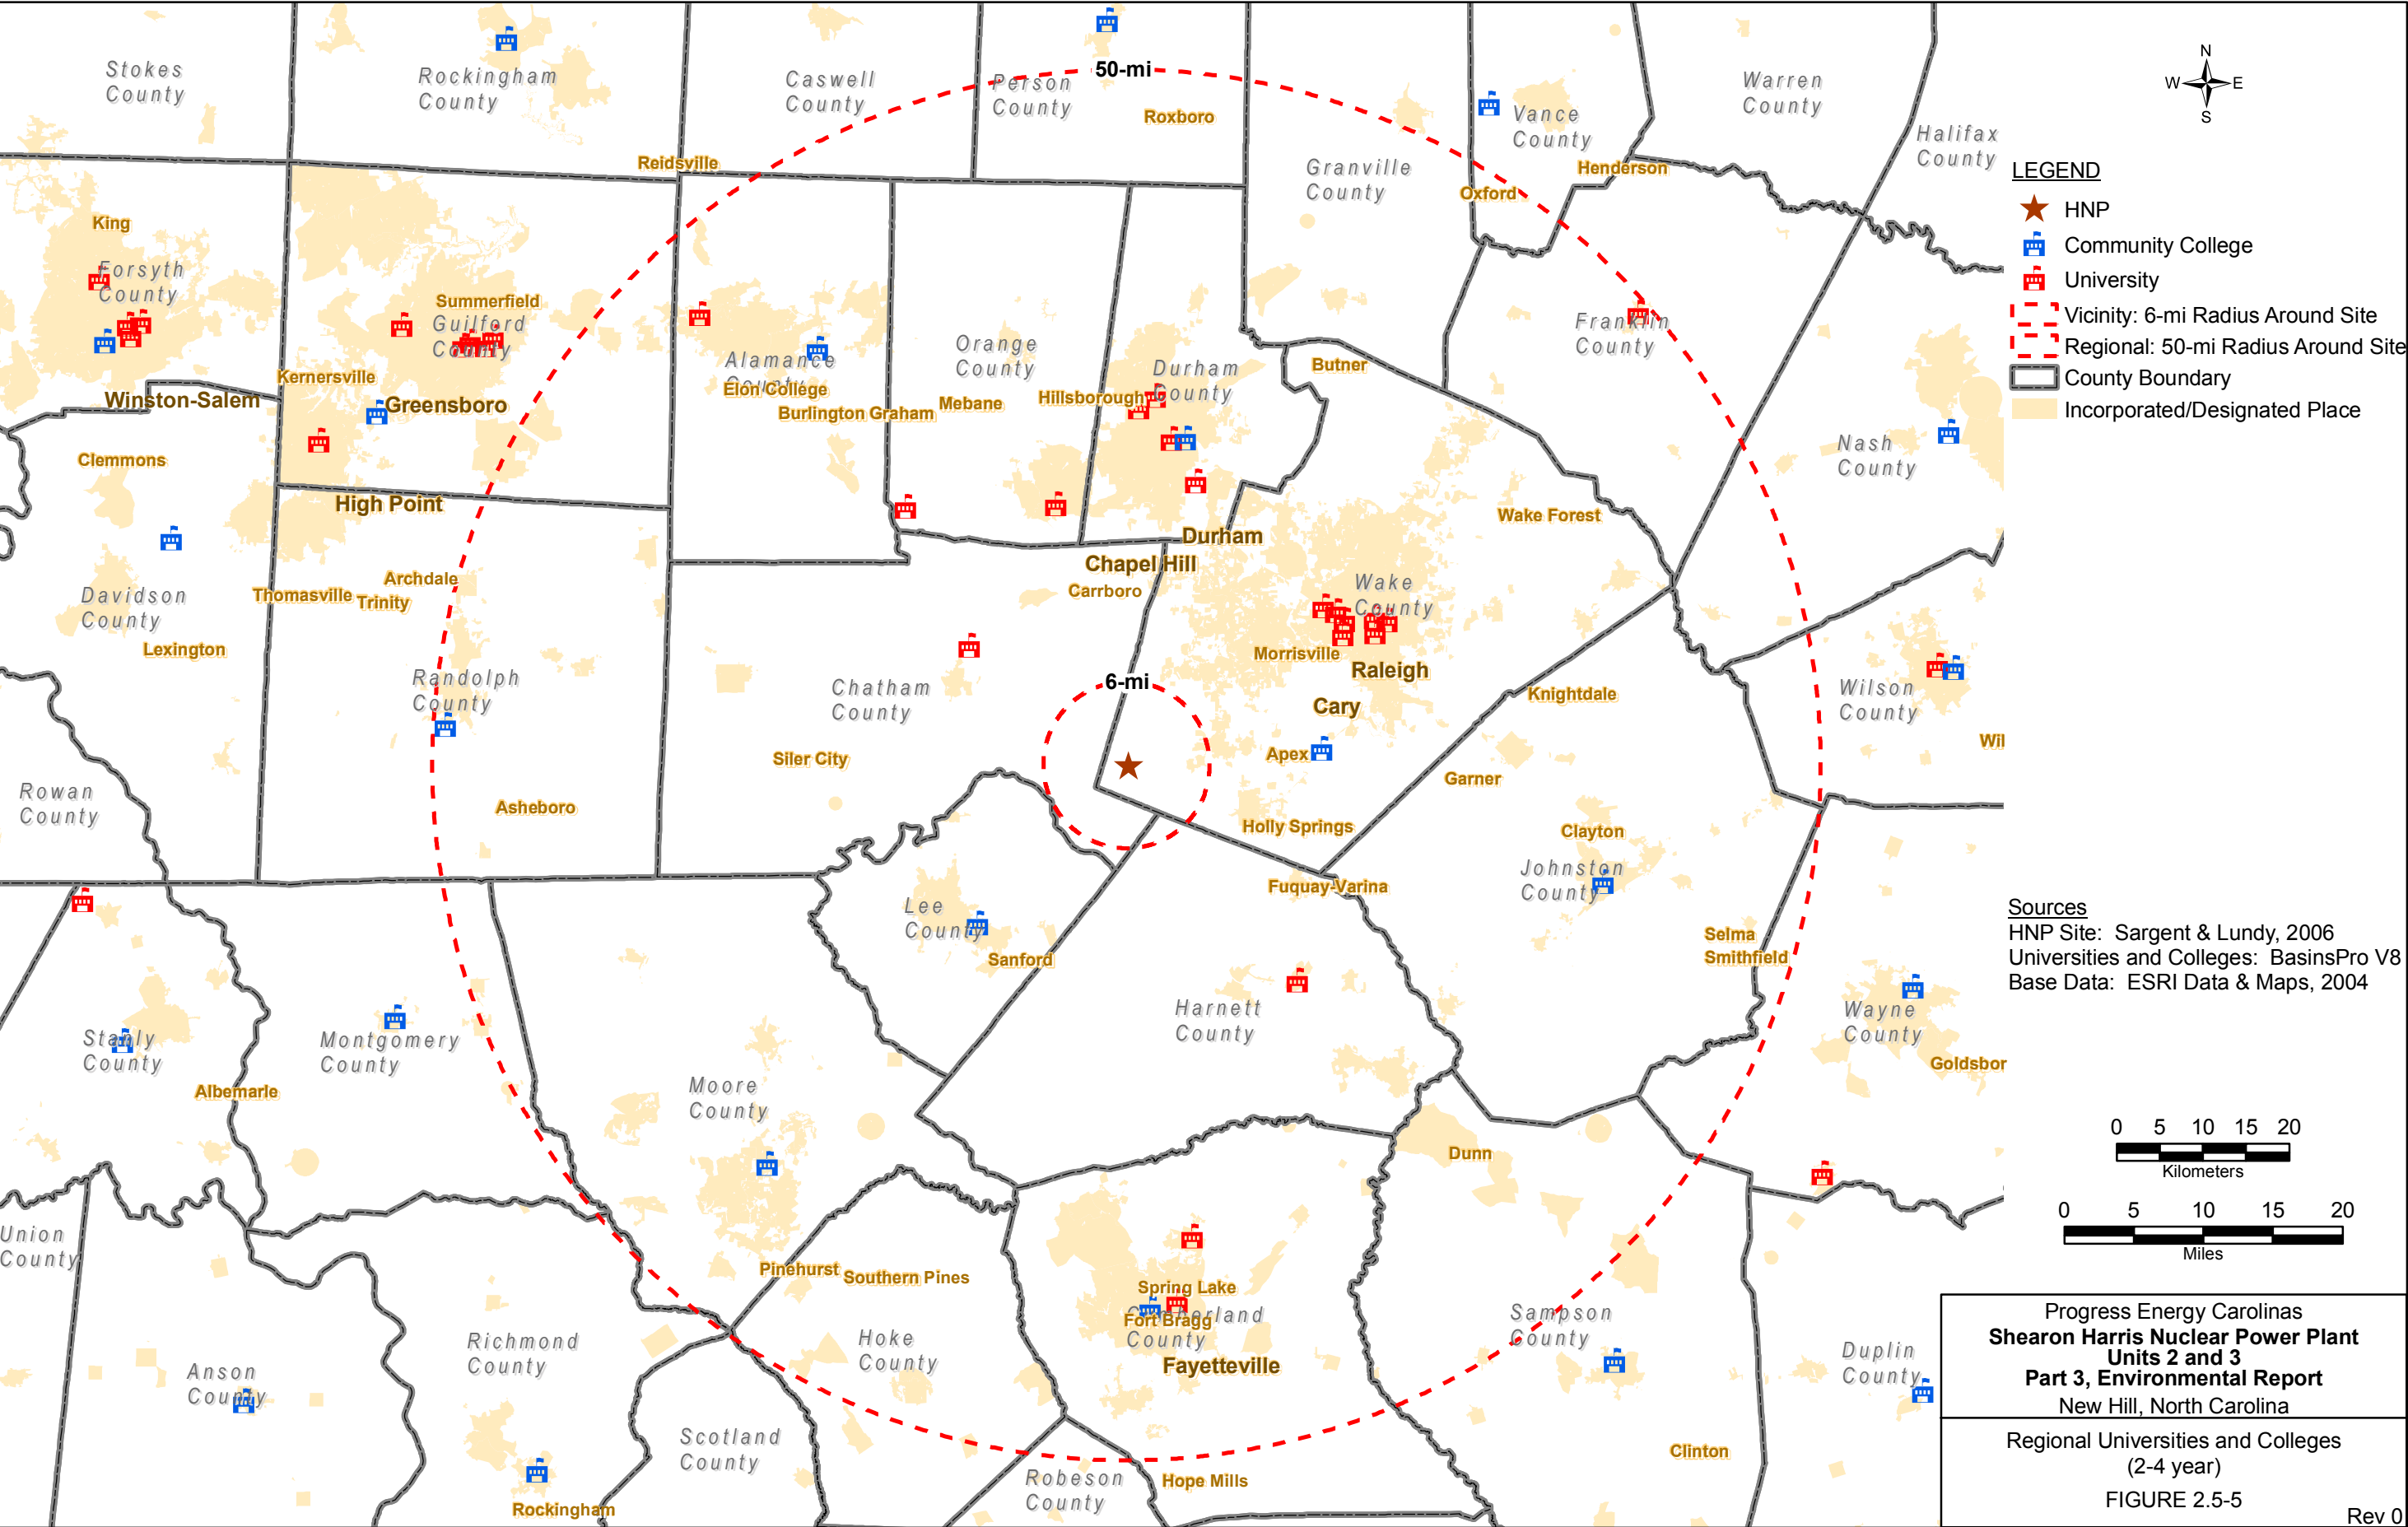 50-mi
Stokes
County
Rockingham
County
Caswell
County
Person
County
Roxboro
Vance
County
Warren
County
Halifax
County
Granville
County
Reidsville
Henderson
Oxford
N
W
E
S
LEGEND
HNP
Community College
University
Vicinity: 6-mi Radius Around Site
Regional: 50-mi Radius Around Site
County Boundary
Incorporated/Designated Place
King
Forsyth
County
Summerfield
Guilford
County
Kernersville
Winston-Salem
Greensboro
Alamance
County
Elon College
Burlington Graham
Mebane
Orange
County
Hillsborough
Durham
County
Butner
Franklin
County
Nash
County
Clemmons
High Point
Wake Forest
Durham
Chapel Hill
Carrboro
Wake
County
Archdale
Thomasville
Trinity
Davidson
County
Lexington
Randolph
County
Chatham
County
6-mi
Morrisville
Raleigh
Cary
Knightdale
Wilson
County
Wil
Siler City
Apex
Garner
Rowan
County
Asheboro
Holly Springs
Clayton
Johnston
County
Fuquay-Varina
Lee
County
Sanford
Selma
Smithfield
Sources
HNP Site: Sargent & Lundy, 2006
Universities and Colleges: BasinsPro V8
Base Data: ESRI Data & Maps, 2004
Harnett
County
Wayne
County
Goldsbor
Stanly
County
Montgomery
County
Albemarle
Moore
County
Dunn
0 5 10 15 20
Kilometers
0 5 10 15 20
Miles
Union
County
Pinehurst
Southern Pines
Spring Lake
Cumberland
County
Fort Bragg
Fayetteville
Sampson
County
Duplin
County
Hoke
County
Richmond
County
Anson
County
Scotland
County
Robeson
County
Hope Mills
Clinton
Rockingham
Progress Energy Carolinas
Shearon Harris Nuclear Power Plant
Units 2 and 3
Part 3, Environmental Report
New Hill, North Carolina
Regional Universities and Colleges
(2-4 year)
FIGURE 2.5-5
Rev 0